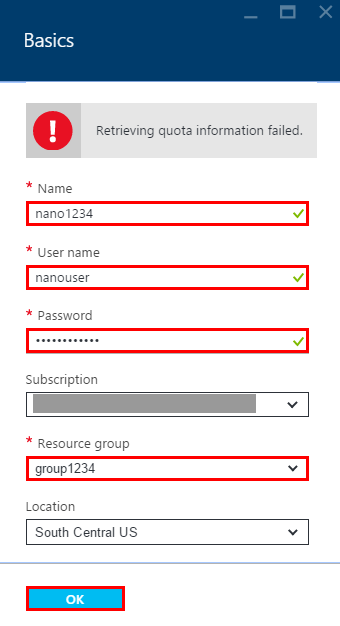 Basics
Retrieving quota information failed.
* Name
nano1234
* User name
nanouser
* Password
••••••••••••
Subscription
* Resource group
group1234
Location
South Central US
OK